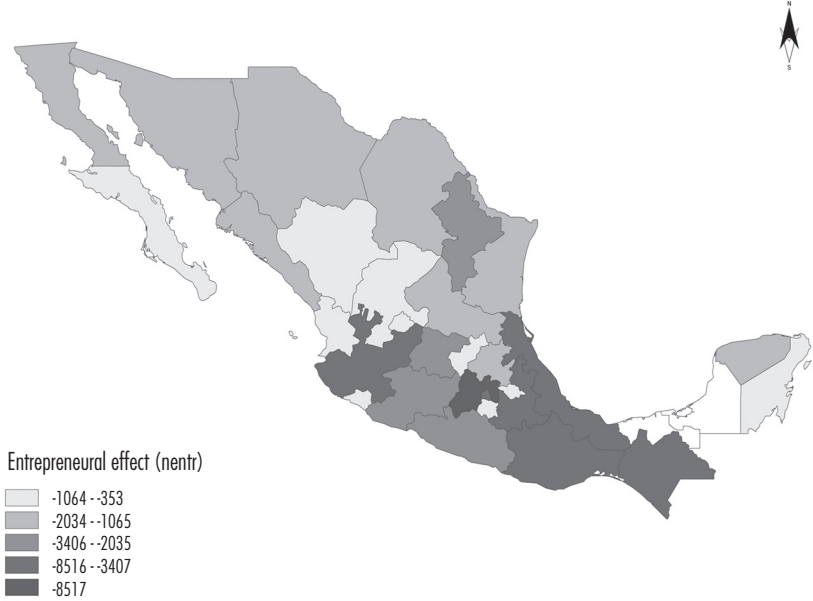 N
S
Entrepreneural effect (nentr)
-1064 - -353
-2034 - -1065
-3406 - -2035
-8516 - -3407
-8517